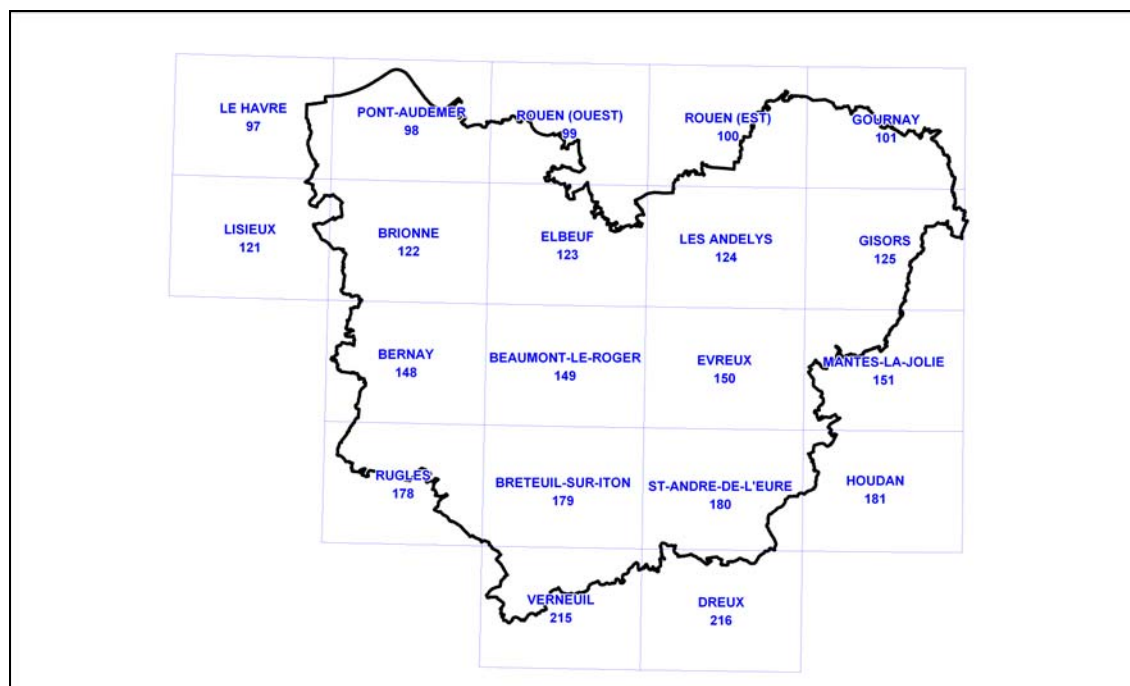 LE HAVRE
97
PONT-AUDEMER
98
ROUEN (OUEST)
99
ROUEN (EST)
100
GOURNAY
101
LISIEUX
121
BRIONNE
122
ELBEUF
123
LES ANDELYS
124
GISORS
125
BERNAY
148
BEAUMONT-LE-ROGER
149
EVREUX
150
MANTES-LA-JOLIE
151
RUGLES
178
BRETEUIL-SUR-ITON
179
ST-ANDRE-DE-L'EURE
180
HOUDAN
181
VERNEUIL
215
DREUX
216